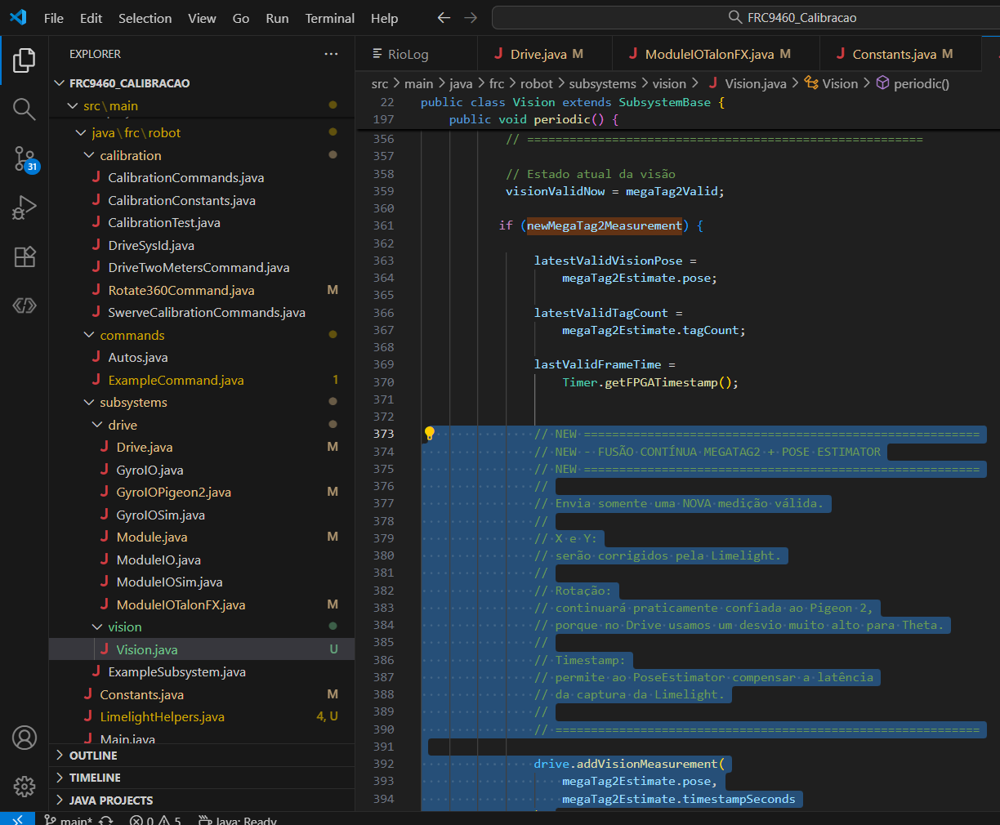 File Edit Selection View Go Run Terminal Help FRC9460_Calibracao
EXPLORER
RioLog Drive.java M ModuleIOTalonFX.java M Constants.java M
FRC9460_CALIBRACAO
src\main
java\frc\robot
calibration
CalibrationCommands.java
CalibrationConstants.java
CalibrationTest.java
DriveSysId.java
DriveTwoMetersCommand.java
Rotate360Command.java M
SwerveCalibrationCommands.java
commands
Autos.java
ExampleCommand.java 1
subsystems
drive
Drive.java M
GyroIO.java
GyroIOPigeon2.java M
GyroIOSim.java
Module.java M
ModuleIO.java
ModuleIOSim.java
ModuleIOTalonFX.java M
vision
Vision.java U
ExampleSubsystem.java
Constants.java M
LimelightHelpers.java 4, U
Main.java
OUTLINE
TIMELINE
JAVA PROJECTS
31
src > main > java > frc > robot > subsystems > vision > Vision.java > Vision > periodic()
22 public class Vision extends SubsystemBase {
197 public void periodic() {
356 // ========================================================
357
358 // Estado atual da visão
359 visionValidNow = megaTag2Valid;
360
361 if (newMegaTag2Measurement) {
362
363 latestValidVisionPose =
364 megaTag2Estimate.pose;
365
366 latestValidTagCount =
367 megaTag2Estimate.tagCount;
368
369 lastValidFrameTime =
370 Timer.getFPGATimestamp();
371
372
373 // NEW ========================================================
374 // NEW - FUSÃO CONTÍNUA MEGATAG2 + POSE ESTIMATOR
375 // NEW ========================================================
376 //
377 // Envia somente uma NOVA medição válida.
378 //
379 // X e Y:
380 // serão corrigidos pela Limelight.
381 //
382 // Rotação:
383 // continuará praticamente confiada ao Pigeon 2,
384 // porque no Drive usamos um desvio muito alto para Theta.
385 //
386 // Timestamp:
387 // permite ao PoseEstimator compensar a latência
388 // da captura da Limelight.
389 //
390 // ============================================================
391
392 drive.addVisionMeasurement(
393 megaTag2Estimate.pose,
394 megaTag2Estimate.timestampSeconds
main* 0 5 Java: Ready